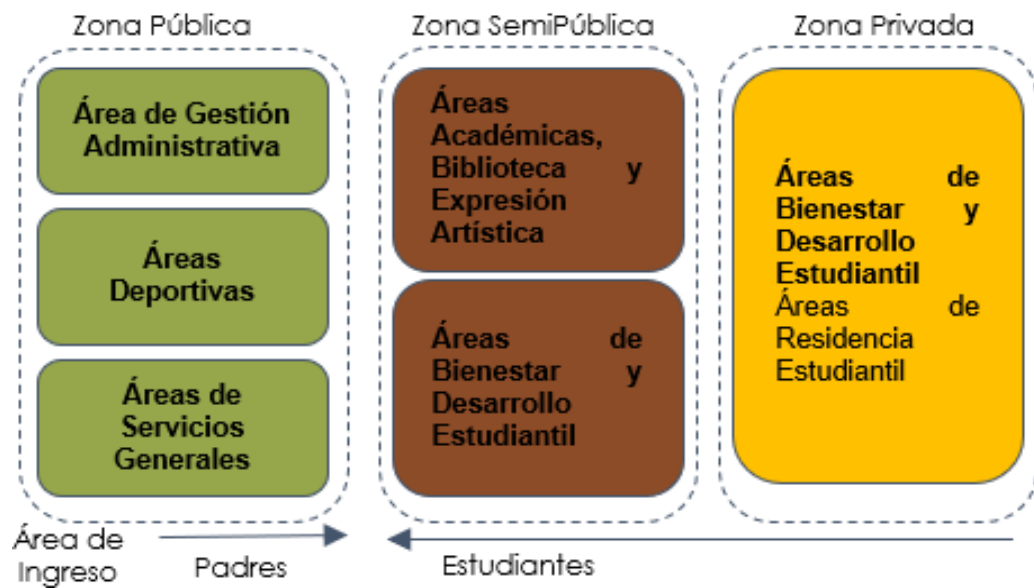 Zona Pública
Área de Gestión
Administrativa
Áreas
Deportivas
Áreas de
Servicios
Generales
Zona SemiPública
Áreas
Académicas,
Biblioteca y
Expresión
Artística
Áreas de
Bienestar y
Desarrollo
Estudiantil
Zona Privada
Áreas de
Bienestar y
Desarrollo
Estudiantil
Áreas de
Residencia
Estudiantil
Área de
Ingreso
Padres
Estudiantes